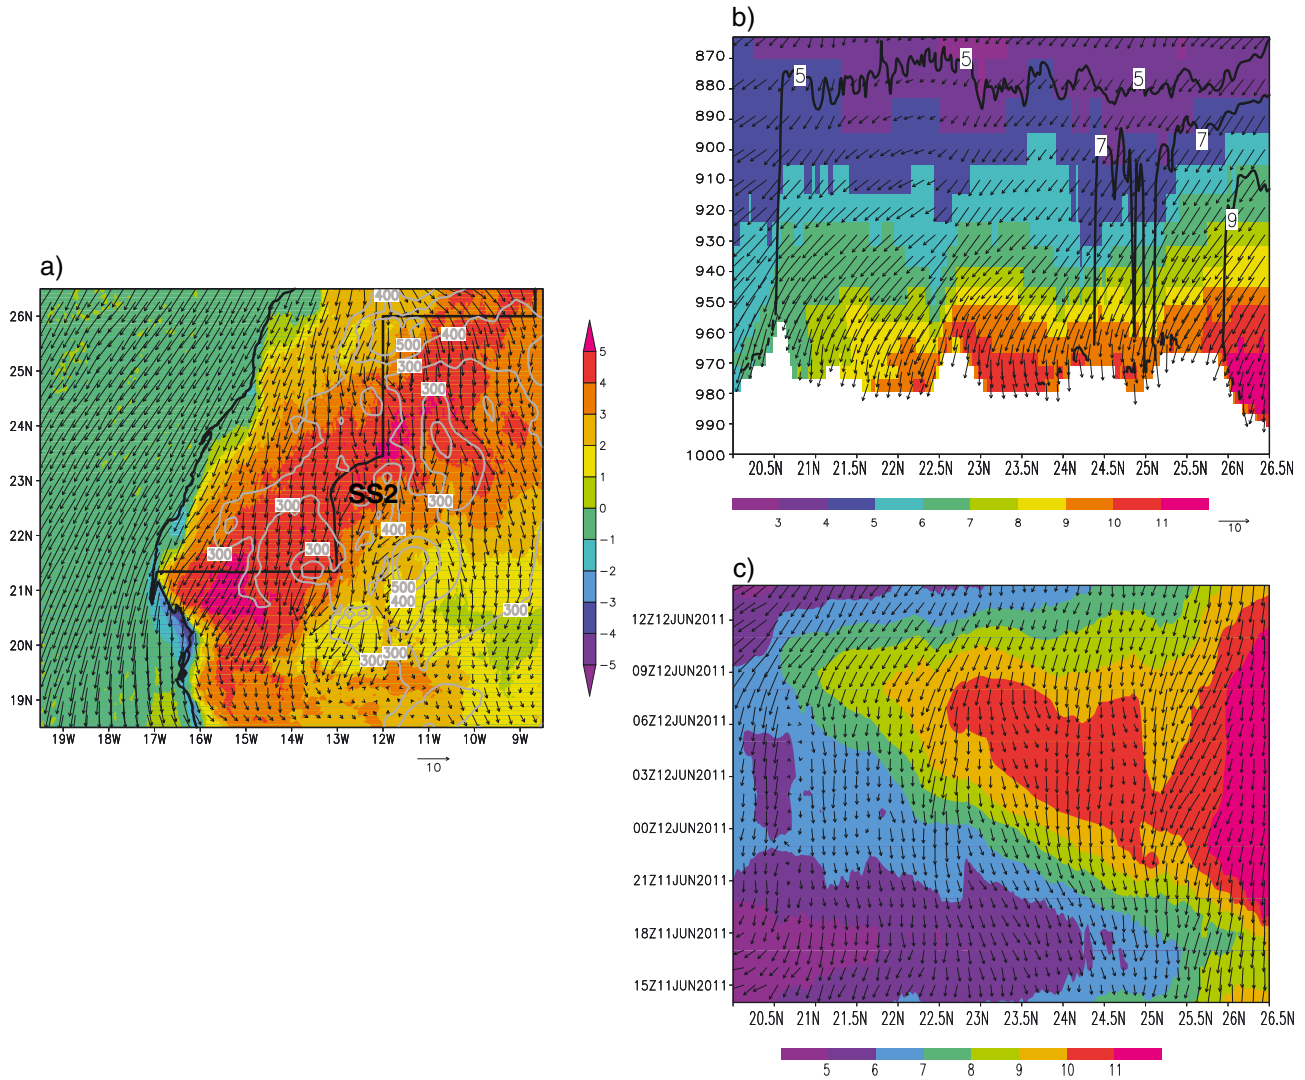 a)
26N
25N
24N
23N
22N
21N
20N
19N
19W
18W
17W
16W
15W
14W
13W
12W
11W
10W
9W
10
400
400
500
300
300
300
300
SS2
400
300
300
500
400
300
300
300
5
4
3
2
1
0
−1
−2
−3
−4
−5
b)
870
880
890
900
910
920
930
940
950
960
970
980
990
1000
5
5
5
7
7
9
20.5N
21N
21.5N
22N
22.5N
23N
23.5N
24N
24.5N
25N
25.5N
26N
26.5N
3
4
5
6
7
8
9
10
11
10
c)
12Z12JUN2011
09Z12JUN2011
06Z12JUN2011
03Z12JUN2011
00Z12JUN2011
21Z11JUN2011
18Z11JUN2011
15Z11JUN2011
20.5N
21N
21.5N
22N
22.5N
23N
23.5N
24N
24.5N
25N
25.5N
26N
26.5N
5
6
7
8
9
10
11